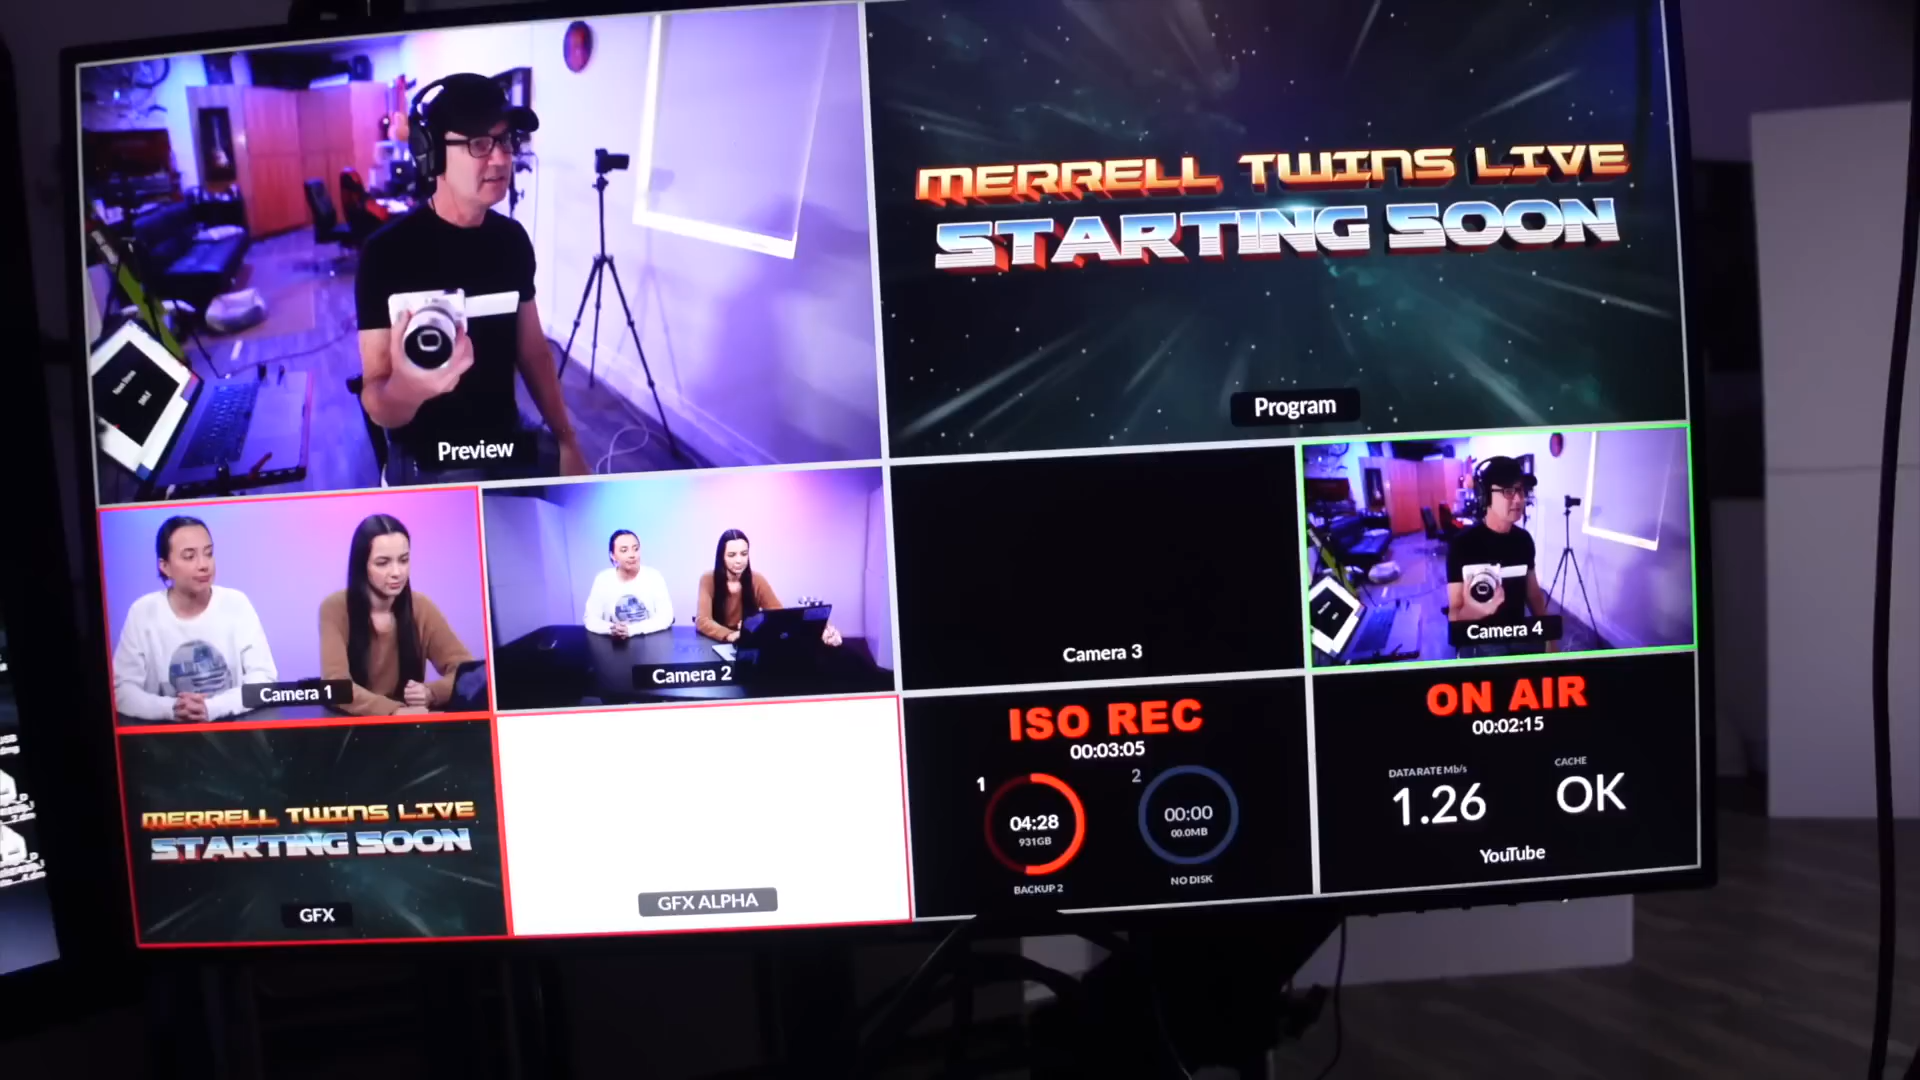 MERRELL TWINS LIVE
STARTING SOON
Preview
Program
Camera 1
Camera 2
Camera 3
Camera 4
MERRELL TWINS LIVE
STARTING SOON
GFX
GFX ALPHA
ISO REC
00:03:05
1
04:28
931GB
BACKUP 2
2
00:00
00.0MB
NO DISK
ON AIR
00:02:15
DATA RATE Mb/s
1.26
CACHE
OK
YouTube